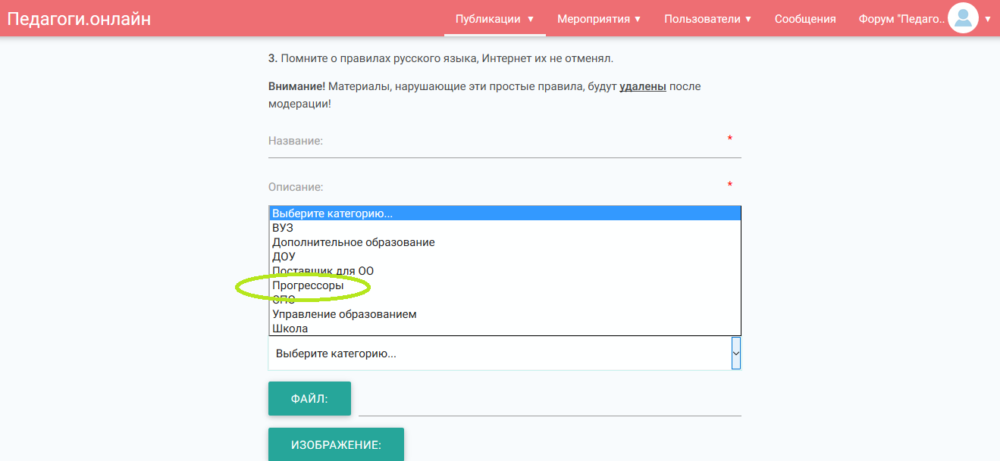 Педагоги.онлайн
Публикации ▼ Мероприятия ▼ Пользователи ▼ Сообщения Форум "Педаго.. ▼
3. Помните о правилах русского языка, Интернет их не отменял.
Внимание! Материалы, нарушающие эти простые правила, будут удалены после
модерации!
Название: *
Описание: *
Выберите категорию...
ВУЗ
Дополнительное образование
ДОУ
Поставщик для ОО
Прогрессоры
СПО
Управление образованием
Школа
Выберите категорию...
ФАЙЛ:
ИЗОБРАЖЕНИЕ: